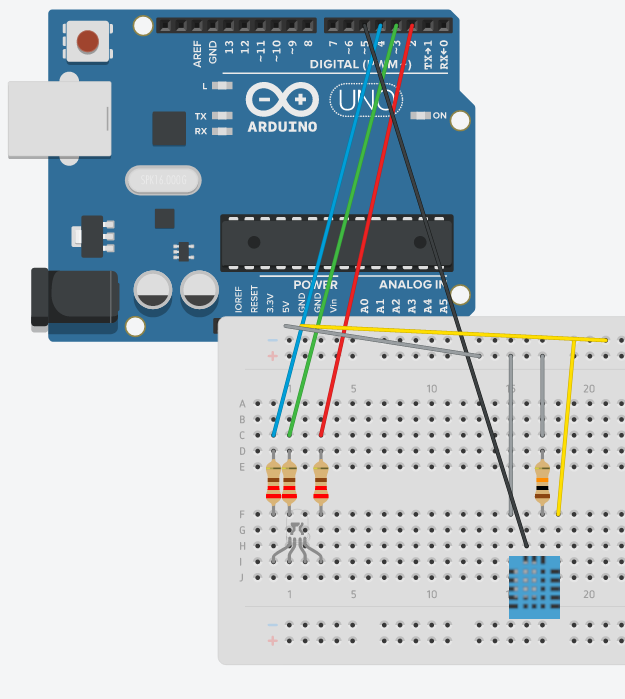 AREF
GND
13
12
~11
~10
~9
8
7
~6
~5
4
~3
2
TX→1
RX←0
DIGITAL (PWM~)
L
TX
RX
ARDUINO
UNO
ON
SPK16.000G
POWER
ANALOG IN
IOREF
RESET
3.3V
5V
GND
GND
Vin
A0
A1
A2
A3
A4
A5
1 5 10 15 20
A
B
C
D
E
F
G
H
I
J
1 5 10 20